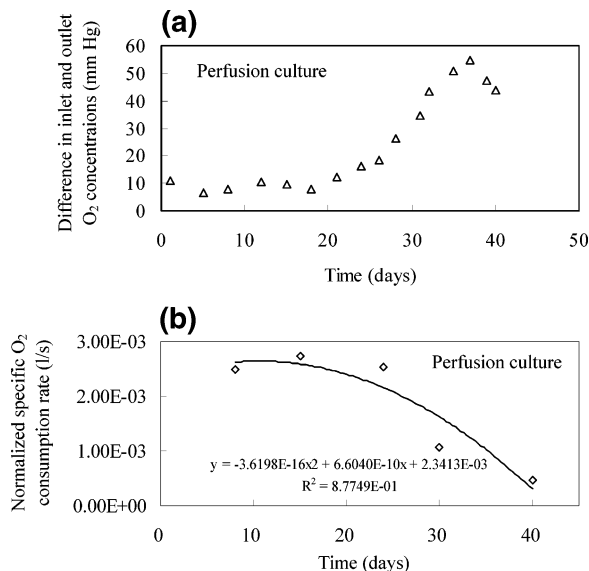 (a)
Difference in inlet and outlet
O2 concentraions (mm Hg)
60
50
40
30
20
10
0
Perfusion culture
0 10 20 30 40 50
Time (days)
(b)
Normalized specific O2
consumption rate (l/s)
3.00E-03
2.00E-03
1.00E-03
0.00E+00
Perfusion culture
y = -3.6198E-16x2 + 6.6040E-10x + 2.3413E-03
R2 = 8.7749E-01
0 10 20 30 40
Time (days)